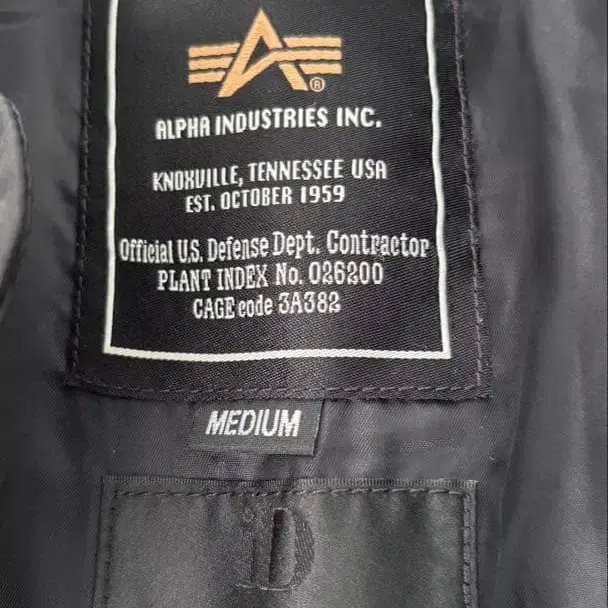 ®
ALPHA INDUSTRIES INC.
KNOXVILLE, TENNESSEE USA
EST. OCTOBER 1959
Official U.S. Defense Dept. Contractor
PLANT INDEX No. 026200
CAGE code 3A382
MEDIUM
iD